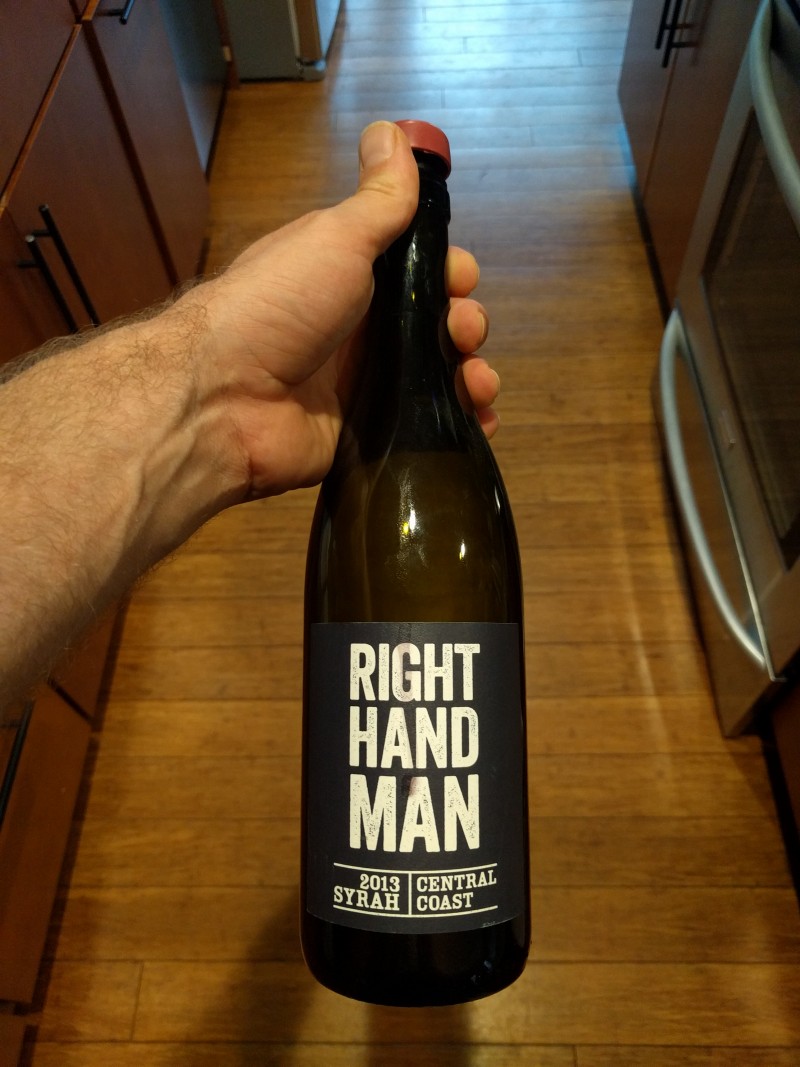 RIGHT
HAND
MAN
2013 SYRAH
CENTRAL COAST